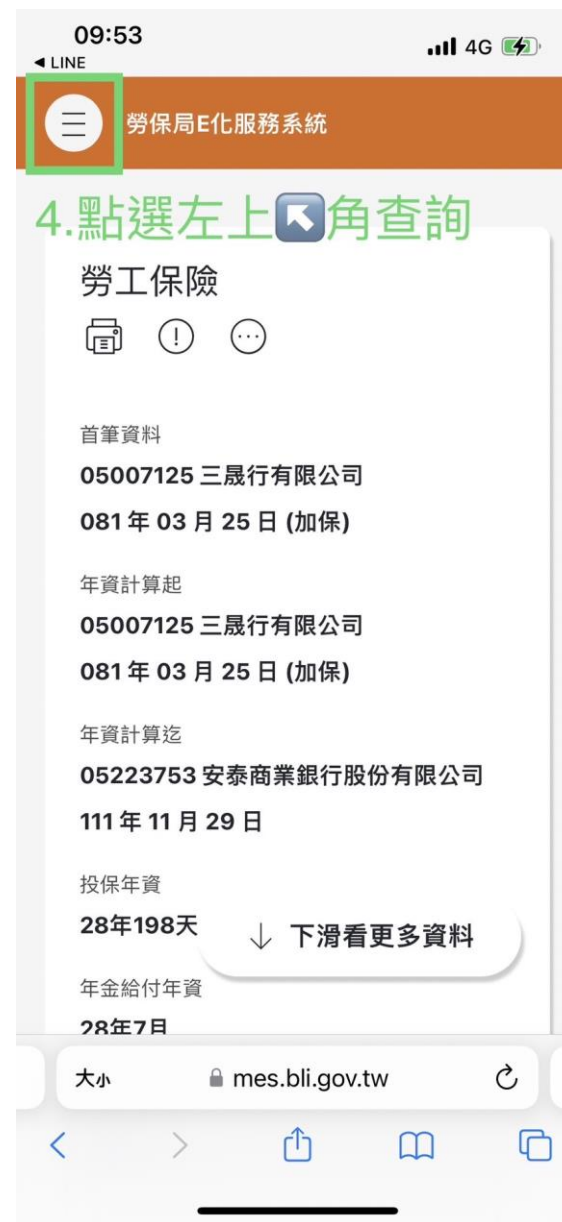 09:53
4G
◀ LINE
勞保局E化服務系統
4.點選左上↖角查詢
勞工保險
首筆資料
05007125 三晟行有限公司
081 年 03 月 25 日 (加保)
年資計算起
05007125 三晟行有限公司
081 年 03 月 25 日 (加保)
年資計算迄
05223753 安泰商業銀行股份有限公司
111 年 11 月 29 日
投保年資
28年198天
↓ 下滑看更多資料
年金給付年資
28年7月
大小
mes.bli.gov.tw